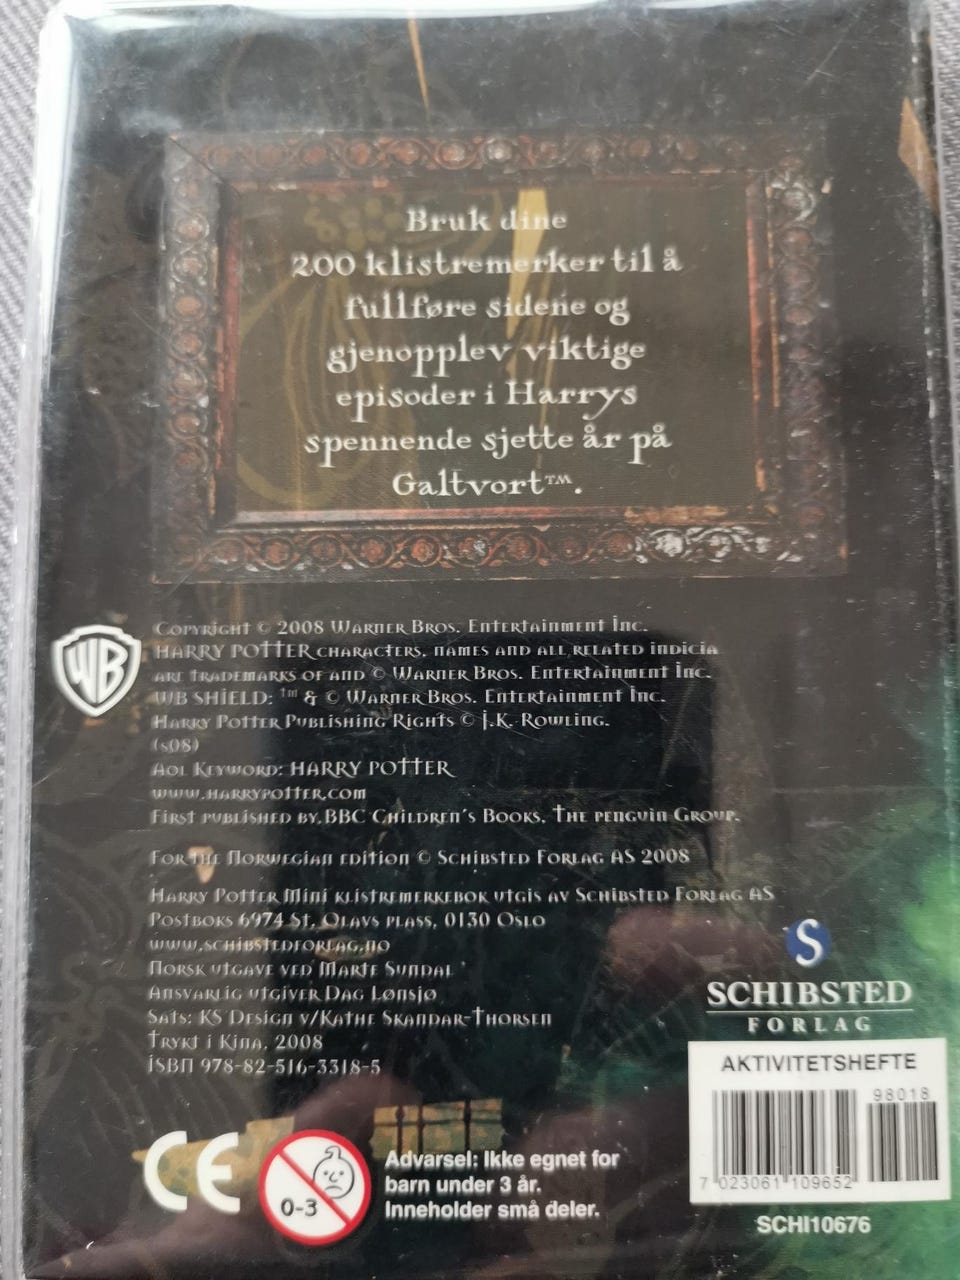 Bruk dine
200 klistremerker til å
fullføre sidene og
gjenopplev viktige
episoder i Harrys
spennende sjette år på
Galtvort™.
WB
Copyright © 2008 Warner Bros. Entertainment Inc.
HARRY POTTER characters, names and all related indicia
are trademarks of and © Warner Bros. Entertainment Inc.
WB SHIELD: ™ & © Warner Bros. Entertainment Inc.
Harry Potter Publishing Rights © J.K. Rowling.
(s08)
AOL Keyword: HARRY POTTER
www.harrypotter.com
First published by BBC Children's Books, The Penguin Group.
For the Norwegian edition © Schibsted Forlag AS 2008
Harry Potter Mini klistremerkebok utgis av Schibsted Forlag AS
Postboks 6974 St. Olavs plass, 0130 Oslo
www.schibstedforlag.no
Norsk utgave ved Marte Sundal
Ansvarlig utgiver Dag Lønsjø
Sats: KS Design v/Kathe Skandar-Thorsen
Trykt i Kina, 2008
ISBN 978-82-516-3318-5
S
SCHIBSTED
FORLAG
AKTIVITETSHEFTE
98018
7 023061 109652
SCHI10676
CE
0-3
Advarsel: Ikke egnet for
barn under 3 år.
Inneholder små deler.